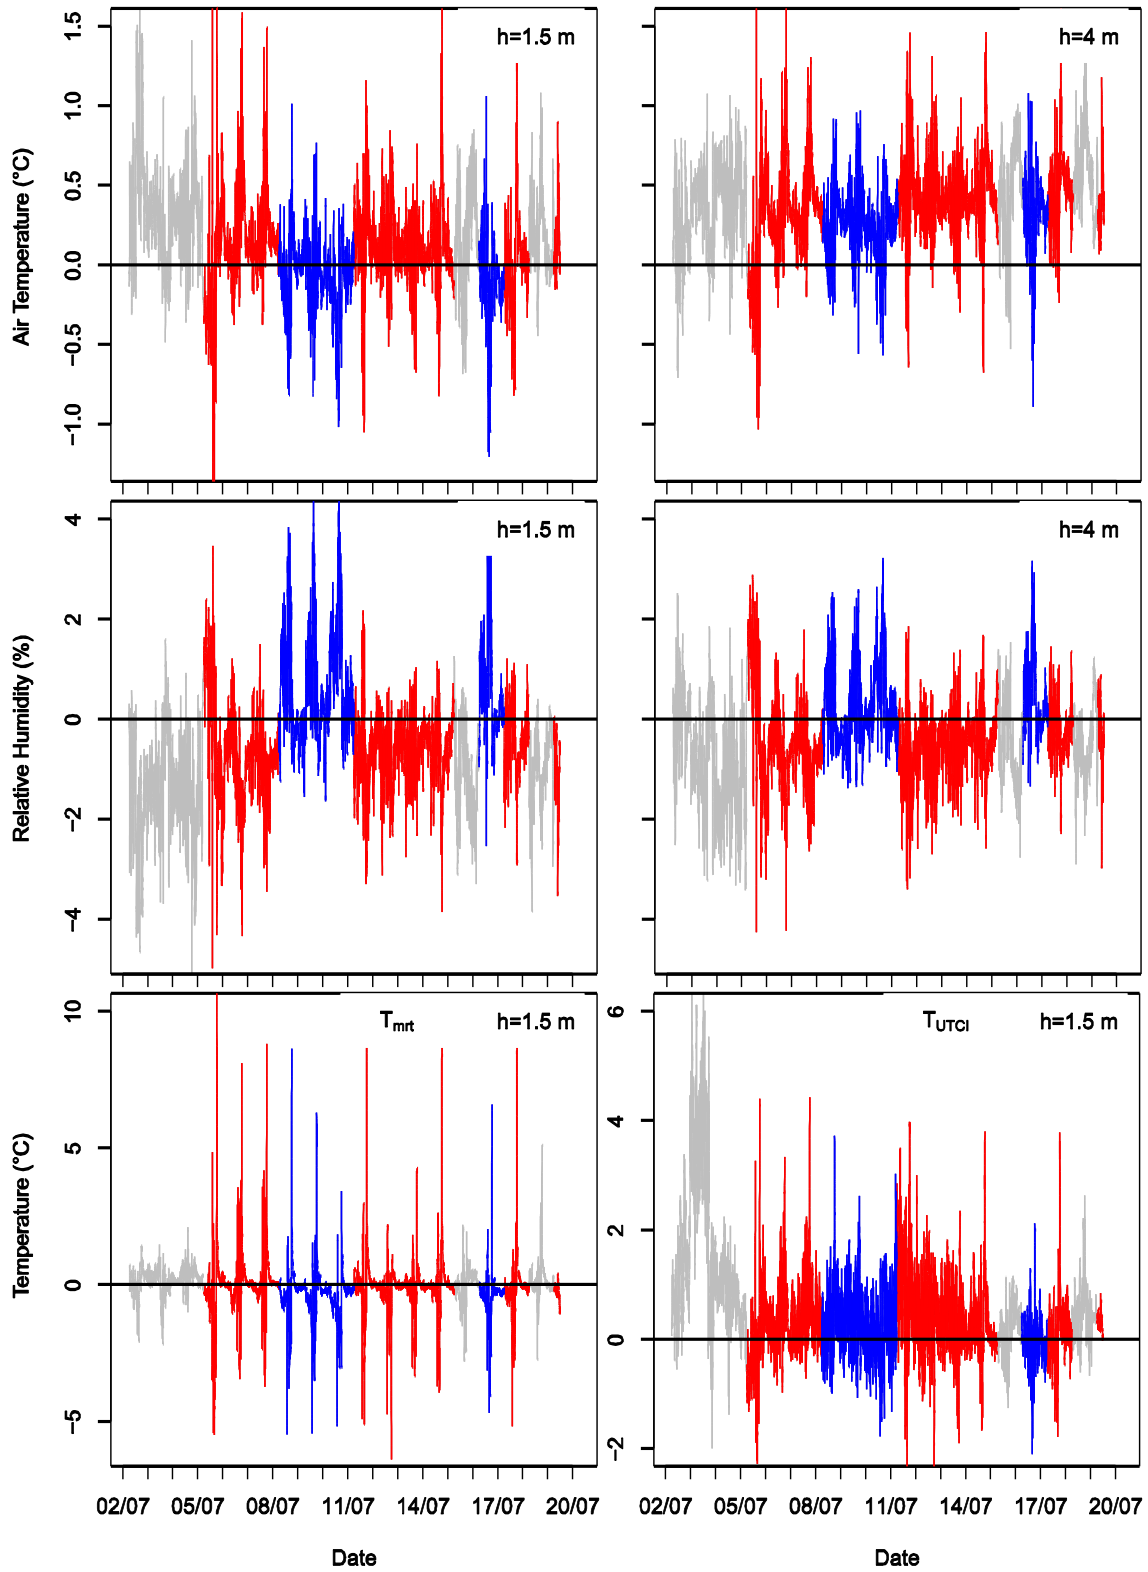 h=1.5 m
h=4 m
Air Temperature (°C)
1.5
1.0
0.5
0.0
−0.5
−1.0
h=1.5 m
h=4 m
Relative Humidity (%)
4
2
0
−2
−4
Tmrt h=1.5 m
TUTCI h=1.5 m
Temperature (°C)
10
5
0
−5
6
4
2
0
−2
02/07 05/07 08/07 11/07 14/07 17/07 20/07
02/07 05/07 08/07 11/07 14/07 17/07 20/07
Date
Date